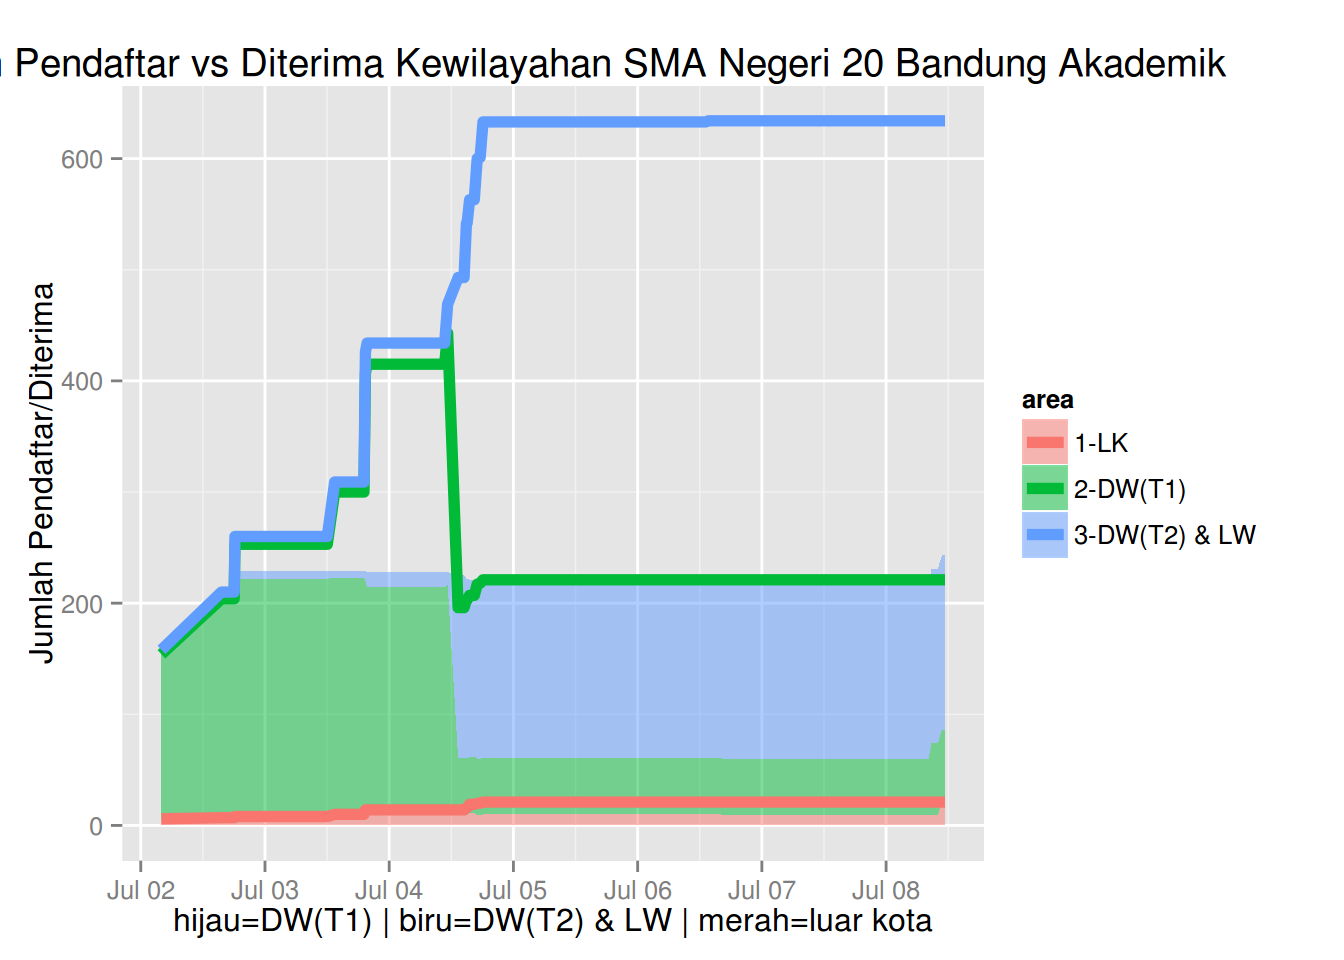 Pendaftar vs Diterima Kewilayahan SMA Negeri 20 Bandung Akademik
Jumlah Pendaftar/Diterima
600
400
200
0
Jul 02 Jul 03 Jul 04 Jul 05 Jul 06 Jul 07 Jul 08
hijau=DW(T1) | biru=DW(T2) & LW | merah=luar kota
area
1-LK
2-DW(T1)
3-DW(T2) & LW